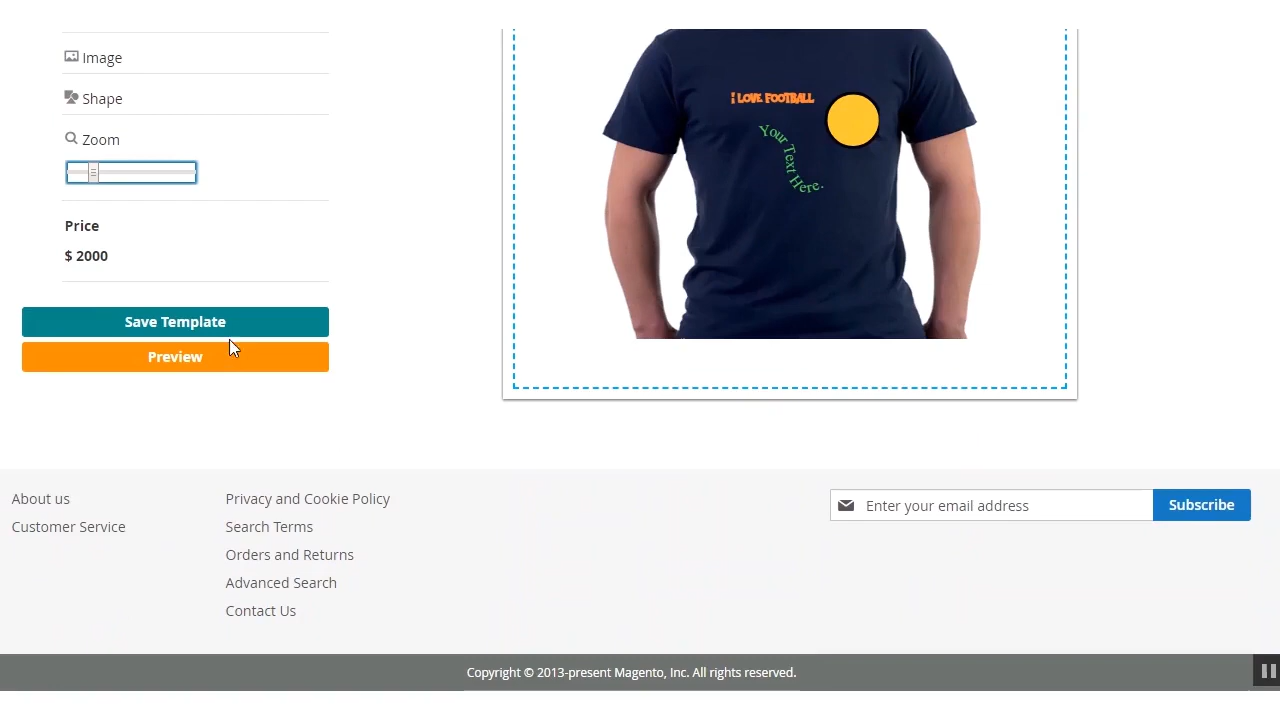 Image
Shape
Zoom
Price
$ 2000
Save Template
Preview
I LOVE FOOTBALL
Your Text Here.
About us
Customer Service
Privacy and Cookie Policy
Search Terms
Orders and Returns
Advanced Search
Contact Us
Enter your email address
Subscribe
Copyright © 2013-present Magento, Inc. All rights reserved.